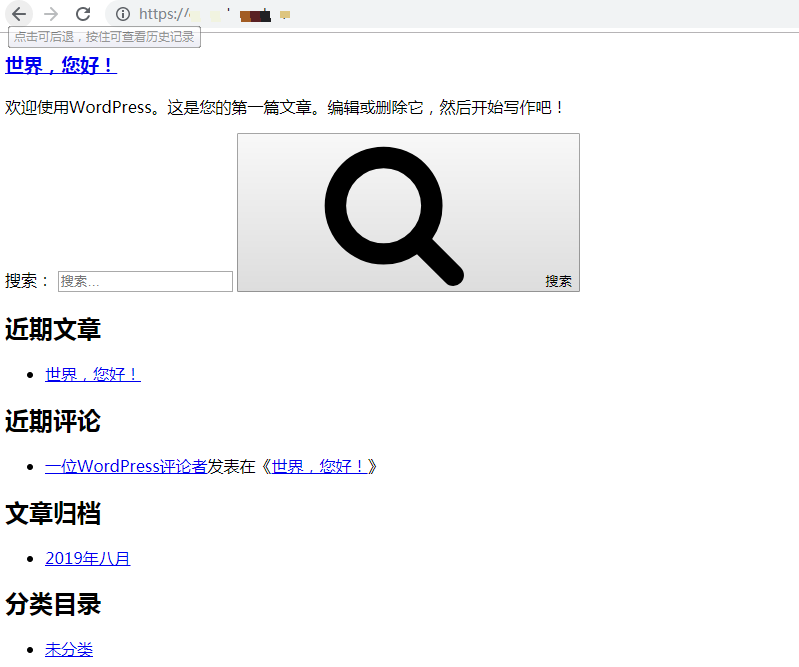 https://
点击可后退，按住可查看历史记录
世界，您好！
欢迎使用WordPress。这是您的第一篇文章。编辑或删除它，然后开始写作吧！
搜索： 搜索… 搜索
近期文章
世界，您好！
近期评论
一位WordPress评论者发表在《世界，您好！》
文章归档
2019年八月
分类目录
未分类